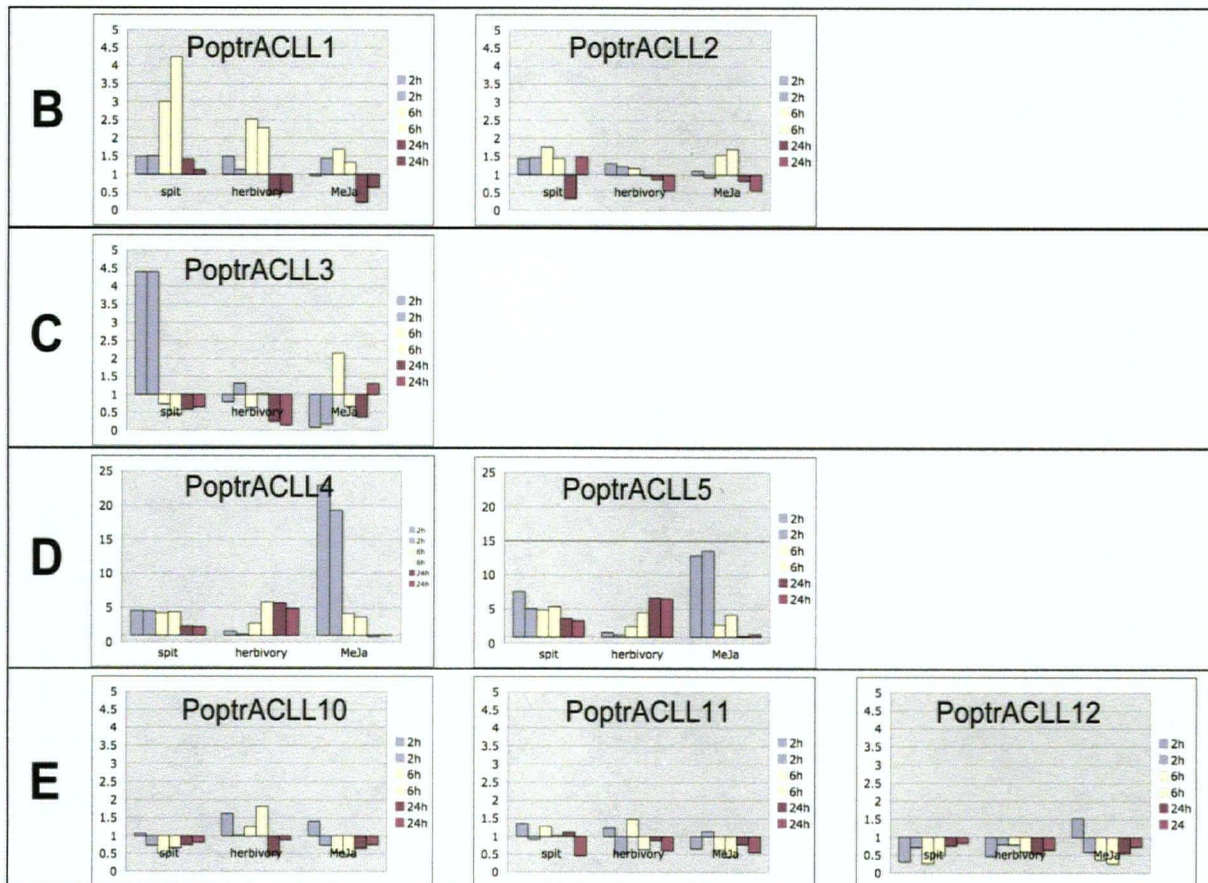 B
PoptrACLL1
5
4.5
4
3.5
3
2.5
2
1.5
1
0.5
0
spit herbivory MeJa
2h
2h
6h
6h
24h
24h
PoptrACLL2
5
4.5
4
3.5
3
2.5
2
1.5
1
0.5
0
spit herbivory MeJa
2h
2h
6h
6h
24h
24h
C
PoptrACLL3
5
4.5
4
3.5
3
2.5
2
1.5
1
0.5
0
spit herbivory MeJa
2h
2h
6h
6h
24h
24h
D
PoptrACLL4
25
20
15
10
5
0
spit herbivory MeJa
2h
2h
6h
6h
24h
24h
PoptrACLL5
25
20
15
10
5
0
spit herbivory MeJa
2h
2h
6h
6h
24h
24h
E
PoptrACLL10
5
4.5
4
3.5
3
2.5
2
1.5
1
0.5
0
spit herbivory MeJa
2h
2h
6h
6h
24h
24h
PoptrACLL11
5
4.5
4
3.5
3
2.5
2
1.5
1
0.5
0
spit herbivory MeJa
2h
2h
6h
6h
24h
24h
PoptrACLL12
5
4.5
4
3.5
3
2.5
2
1.5
1
0.5
0
spit herbivory MeJa
2h
2h
6h
6h
24h
24